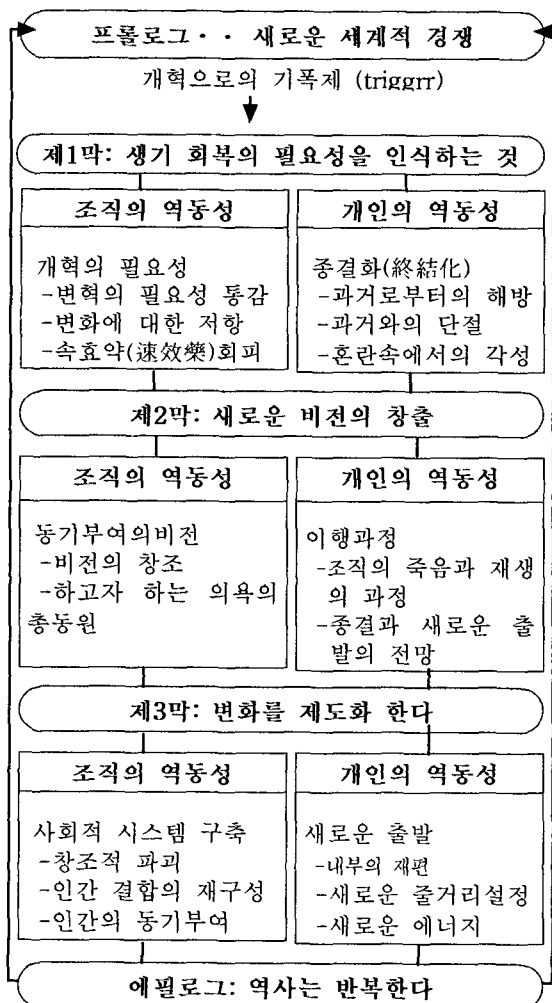 프롤로그·· 새로운 세계적 경쟁
개혁으로의 기폭제 (triggrr)
제1막: 생기 회복의 필요성을 인식하는 것
조직의 역동성
개혁의 필요성
-변혁의 필요성 통감
-변화에 대한 저항
-속효약(速效藥)회피
개인의 역동성
종결화(終結化)
-과거로부터의 해방
-과거와의 단절
-혼란속에서의 각성
제2막: 새로운 비전의 창출
조직의 역동성
동기부여의비전
-비전의 창조
-하고자 하는 의욕의
총동원
개인의 역동성
이행과정
-조직의 죽음과 재생
의 과정
-종결과 새로운 출
발의 전망
제3막: 변화를 제도화 한다
조직의 역동성
사회적 시스템 구축
-창조적 파괴
-인간 결합의 재구성
-인간의 동기부여
개인의 역동성
새로운 출발
-내부의 재편
-새로운 줄거리설정
-새로운 에너지
에필로그: 역사는 반복한다